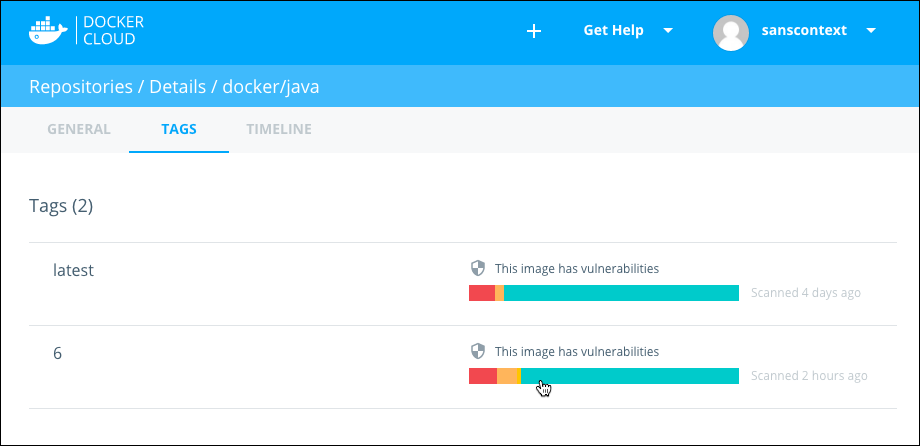 DOCKER
CLOUD
+ Get Help sanscontext
Repositories / Details / docker/java
GENERAL TAGS TIMELINE
Tags (2)
latest
This image has vulnerabilities
Scanned 4 days ago
6
This image has vulnerabilities
Scanned 2 hours ago